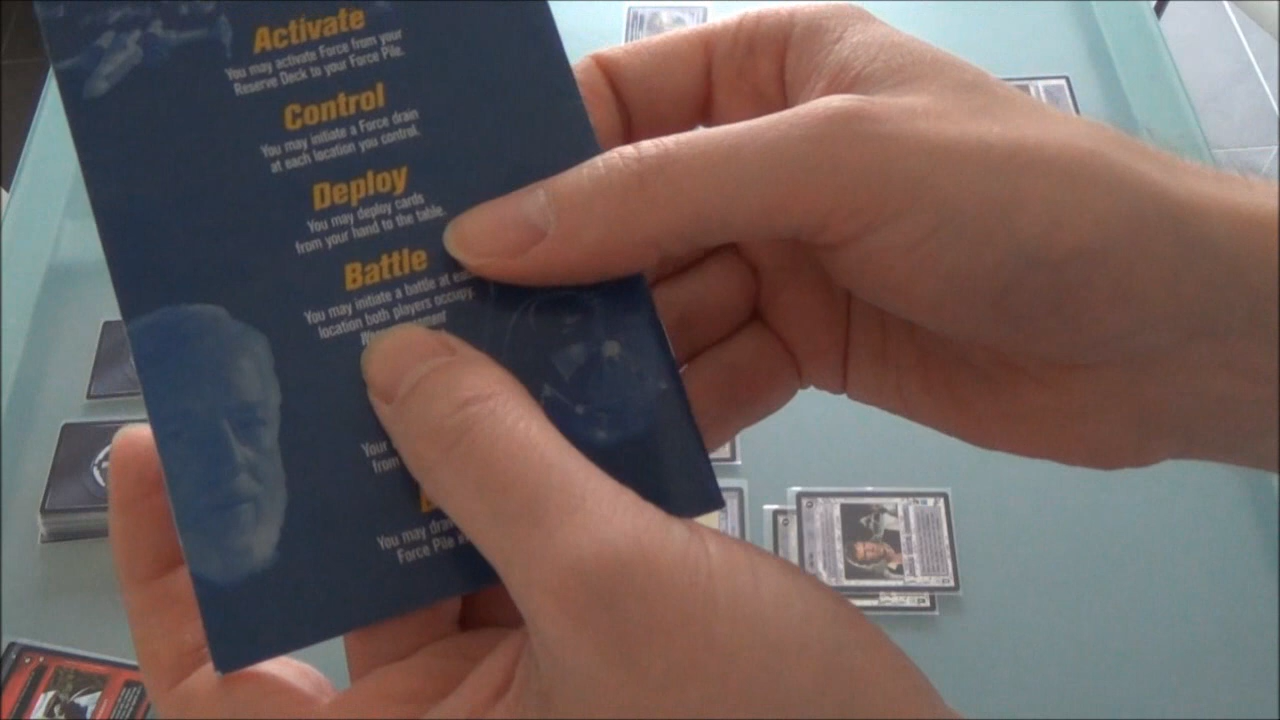 Activate
You may activate Force from your
Reserve Deck to your Force Pile.
Control
You may initiate a Force drain
at each location you control.
Deploy
You may deploy cards
from your hand to the table.
Battle
You may initiate a battle at
location both players occupy.
Your
from
You may
Force Pile